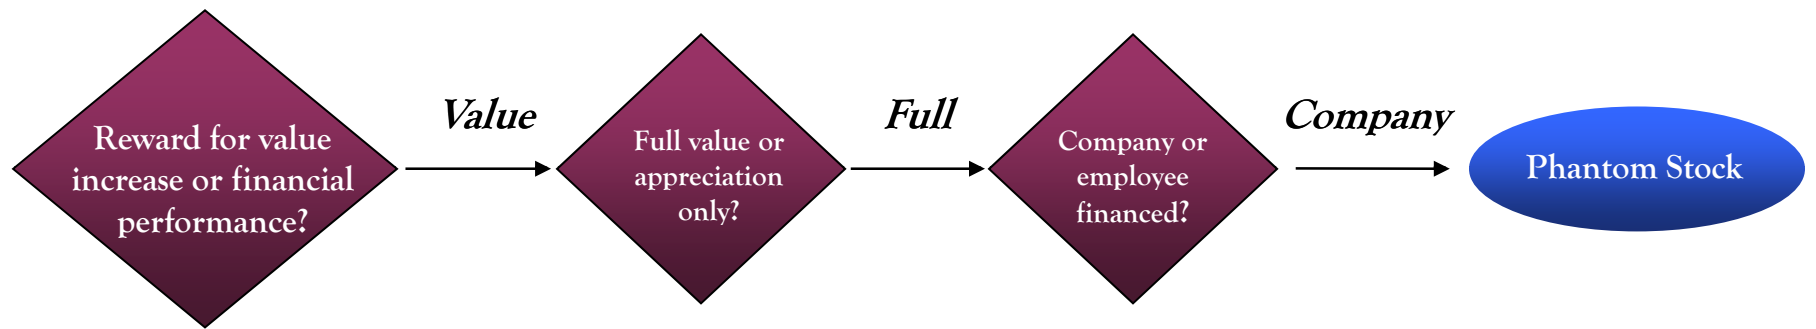 Reward for value
increase or financial
performance?
Value
Full value or
appreciation
only?
Full
Company or
employee
financed?
Company
Phantom Stock